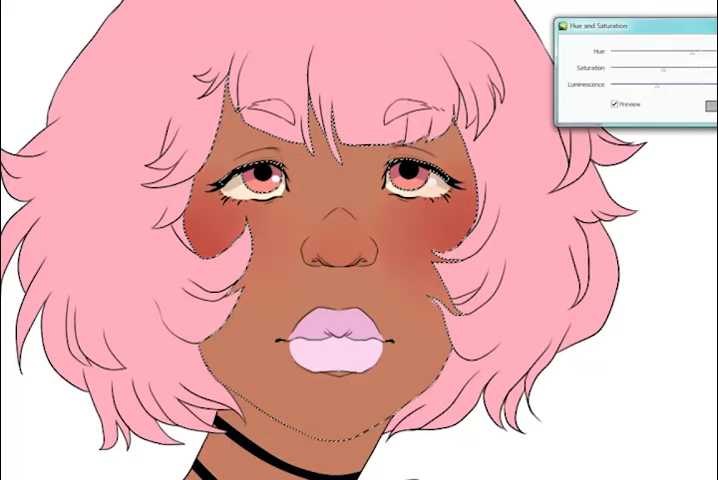 Hue and Saturation
Hue
Saturation
Luminescence
Preview